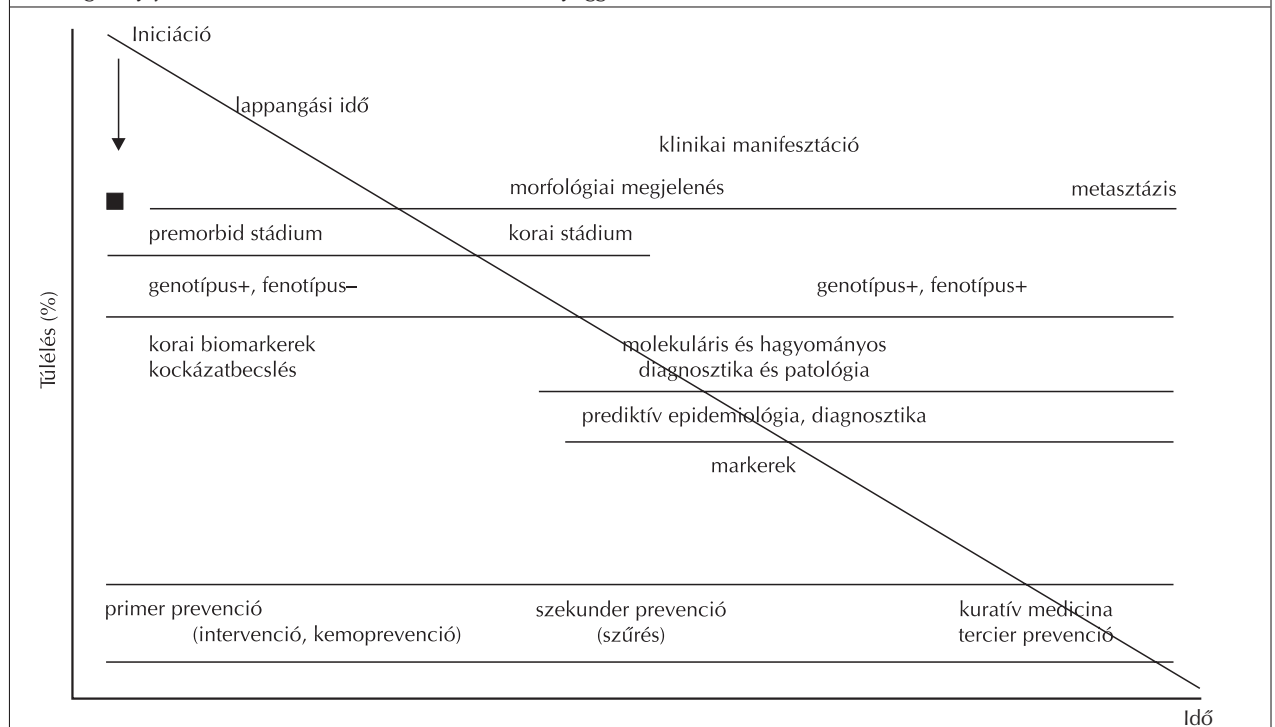 Iniciáció
lappangási idő
klinikai manifesztáció
morfológiai megjelenés
metasztázis
premorbid stádium
korai stádium
genotípus+, fenotípus–
genotípus+, fenotípus+
Túlélés (%)
korai biomarkerek
kockázatbecslés
molekuláris és hagyományos
diagnosztika és patológia
prediktív epidemiológia, diagnosztika
markerek
primer prevenció
(intervenció, kemoprevenció)
szekunder prevenció
(szűrés)
kuratív medicina
tercier prevenció
Idő